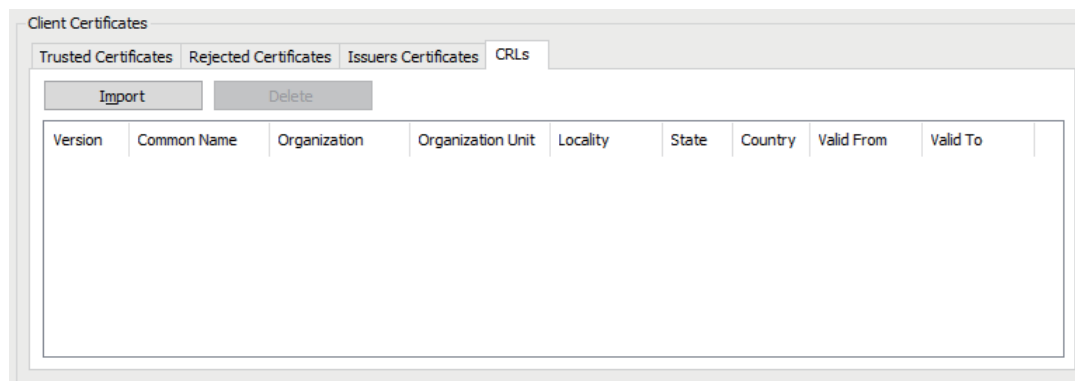 Client Certificates
Trusted Certificates Rejected Certificates Issuers Certificates CRLs
Import Delete
Version Common Name Organization Organization Unit Locality State Country Valid From Valid To